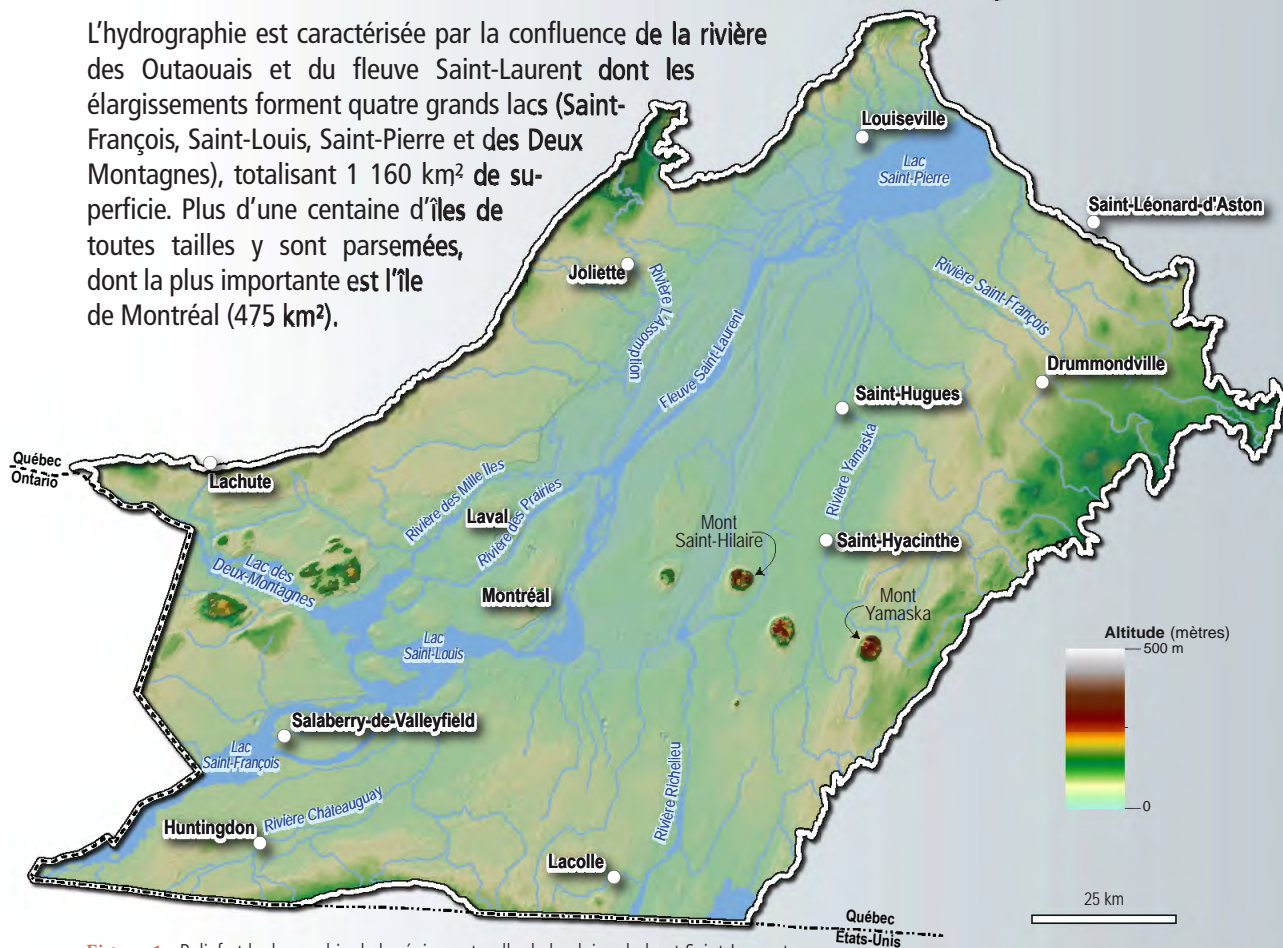 L'hydrographie est caractérisée par la confluence de la rivière
des Outaouais et du fleuve Saint-Laurent dont les
élargissements forment quatre grands lacs (Saint-
François, Saint-Louis, Saint-Pierre et des Deux
Montagnes), totalisant 1 160 km² de su-
perficie. Plus d'une centaine d'îles de
toutes tailles y sont parsemées,
dont la plus importante est l'île
de Montréal (475 km²).
Louiseville
Lac
Saint-Pierre
Saint-Léonard-d'Aston
Joliette
Rivière L'Assomption
Rivière Saint-François
Fleuve Saint-Laurent
Drummondville
Saint-Hugues
Rivière Yamaska
Québec
Ontario
Lachute
Rivière des Mille Îles
Laval
Rivière des Prairies
Mont
Saint-Hilaire
Saint-Hyacinthe
Lac des
Deux-Montagnes
Montréal
Mont
Yamaska
Lac
Saint-Louis
Altitude (mètres)
500 m
0
Salaberry-de-Valleyfield
Lac
Saint-François
Rivière Richelieu
Huntingdon
Rivière Châteauguay
Lacolle
25 km
Québec
États-Unis